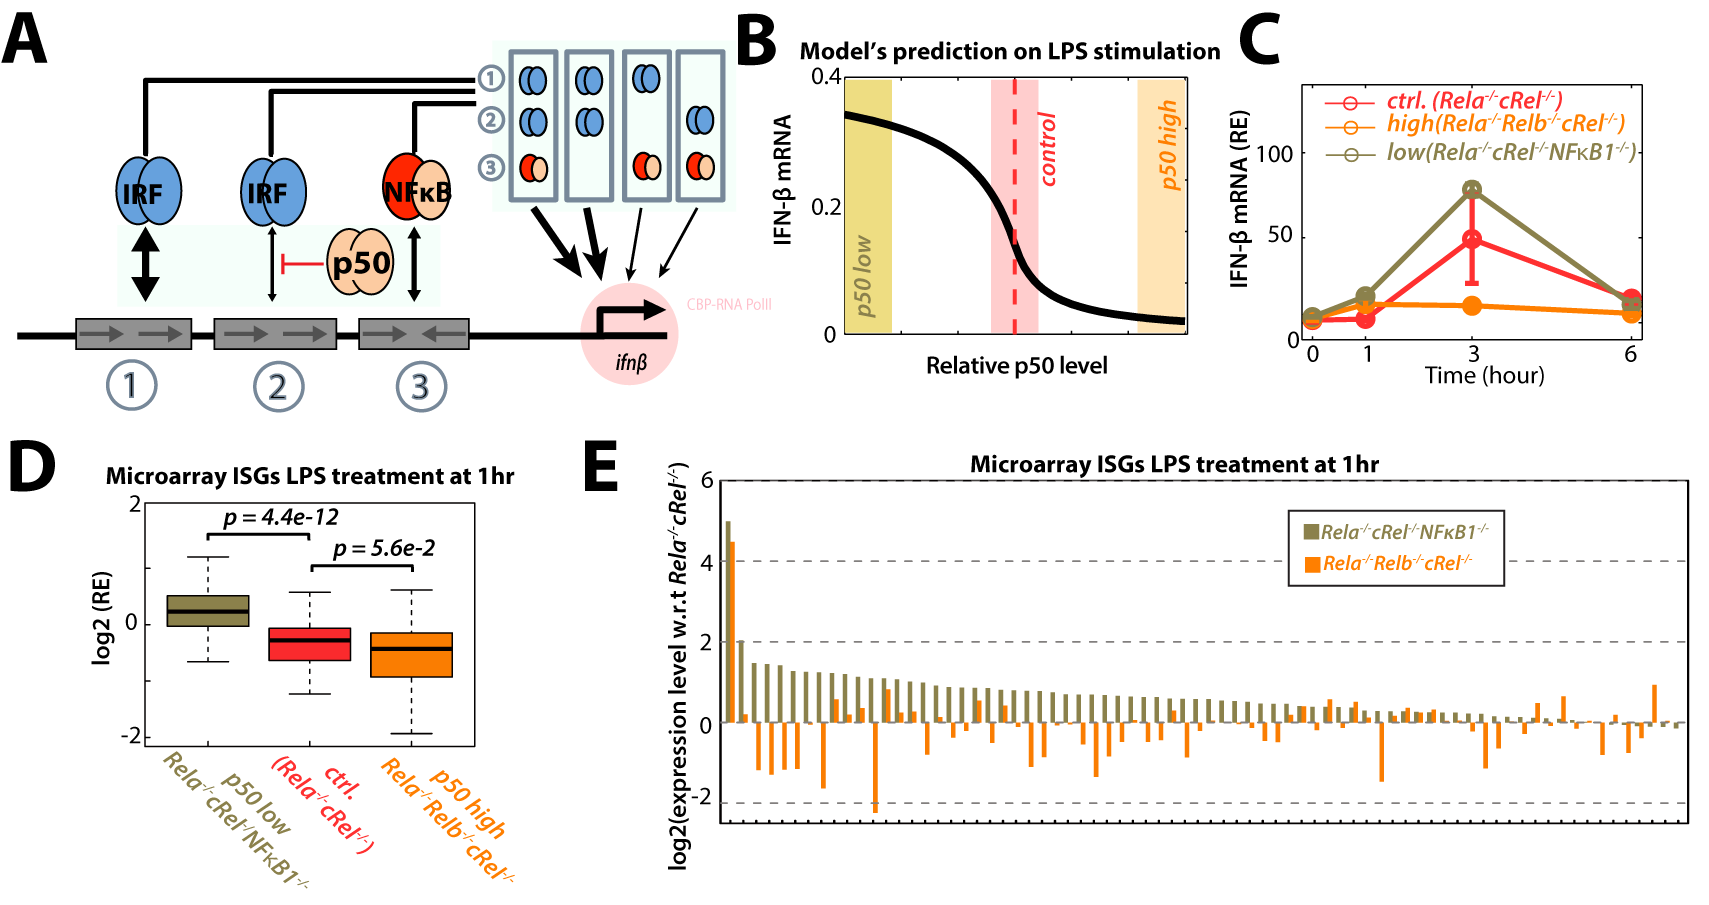 A
1
2
3
IRF
IRF
NFκB
p50
CBP-RNA PolII
ifnβ
1
2
3
B
Model's prediction on LPS stimulation
IFN-β mRNA
0.4
0.2
0
p50 low
control
p50 high
Relative p50 level
C
IFN-β mRNA (RE)
100
50
0
ctrl. (Rela-/-cRel-/-)
high(Rela-/-Relb-/-cRel-/-)
low(Rela-/-cRel-/-NFκB1-/-)
0
1
3
6
Time (hour)
D
Microarray ISGs LPS treatment at 1hr
log2 (RE)
2
0
-2
p = 4.4e-12
p = 5.6e-2
p50 low
Rela-/-cRel-/-NFκB1-/-
ctrl.
(Rela-/-cRel-/-)
p50 high
Rela-/-Relb-/-cRel-/-
E
Microarray ISGs LPS treatment at 1hr
log2(expression level w.r.t Rela-/-cRel-/-)
6
4
2
0
-2
Rela-/-cRel-/-NFκB1-/-
Rela-/-Relb-/-cRel-/-